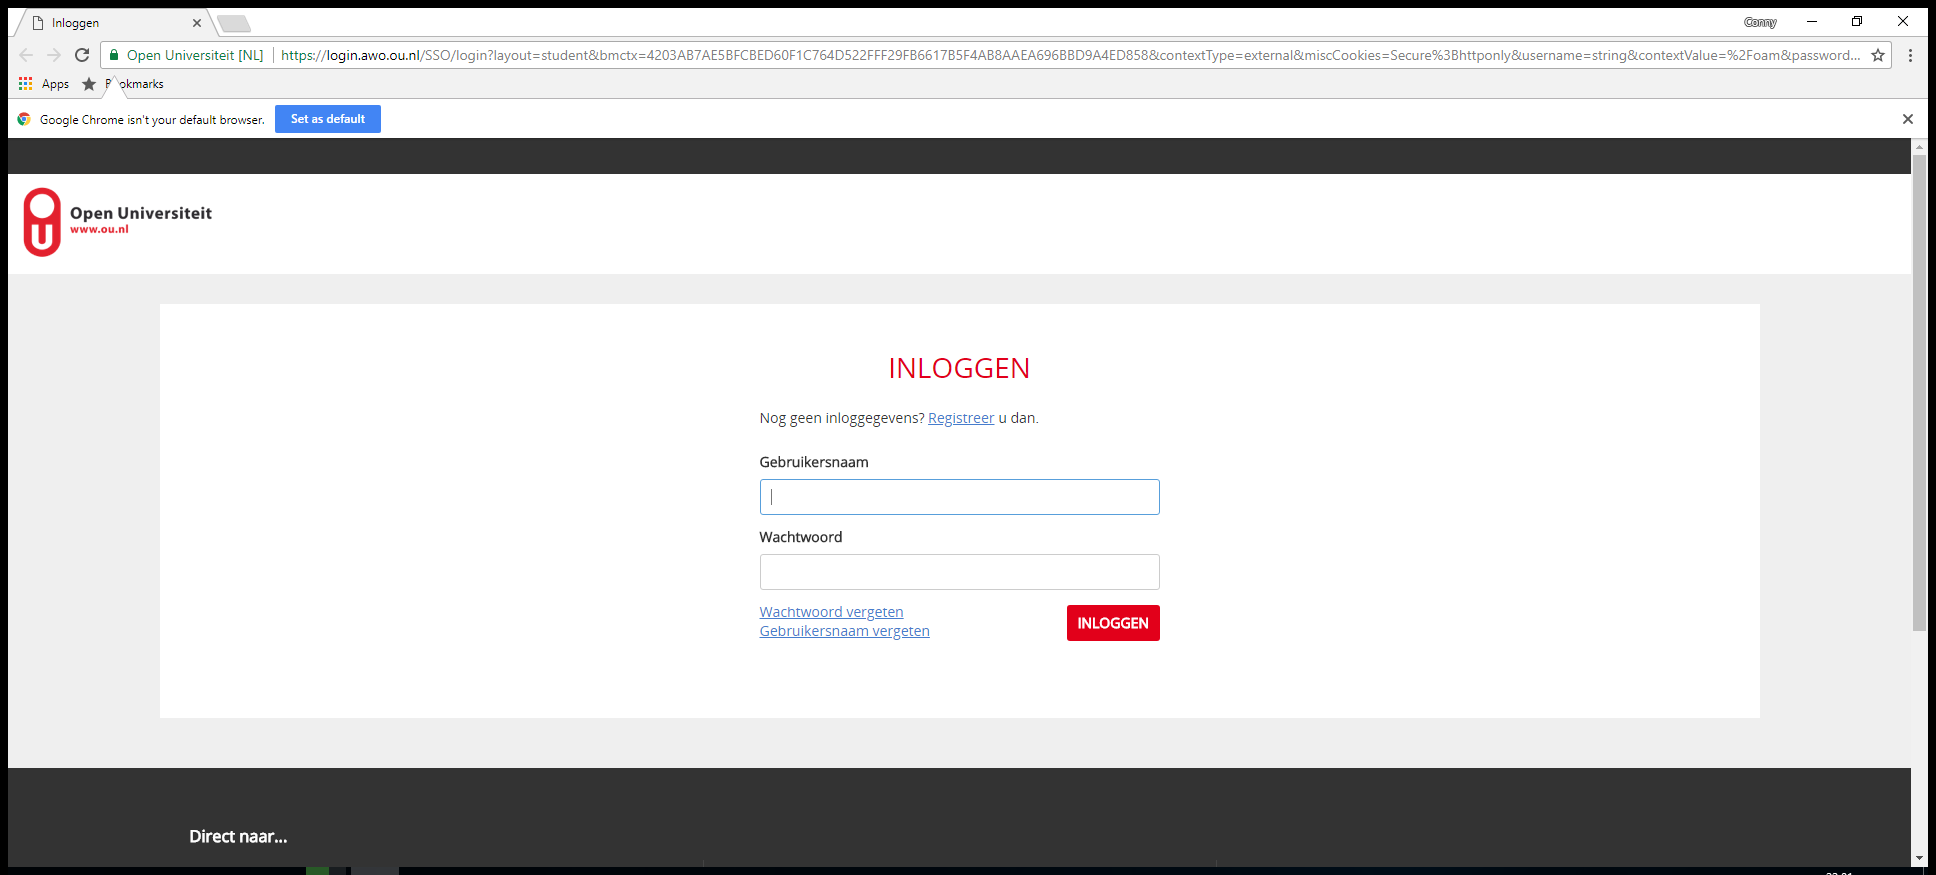 Inloggen
Conny
Open Universiteit [NL]
https://login.awo.ou.nl/SSO/login?layout=student&bmctx=4203AB7AE5BFCBED60F1C764D522FFF29FB6617B5F4AB8AAEA696BBD9A4ED858&contextType=external&miscCookies=Secure%3Bhttponly&username=string&contextValue=%2Foam&password...
Apps
Google Chrome isn't your default browser.
Set as default
Open Universiteit
www.ou.nl
INLOGGEN
Nog geen inloggegevens? Registreer u dan.
Gebruikersnaam
Wachtwoord
Wachtwoord vergeten
Gebruikersnaam vergeten
INLOGGEN
Direct naar...